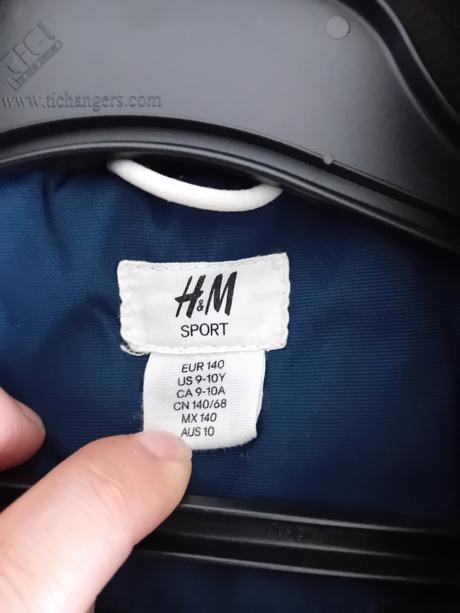 TIC
www.tichangers.com
H&M
SPORT
EUR 140
US 9-10Y
CA 9-10A
CN 140/68
MX 140
AUS 10